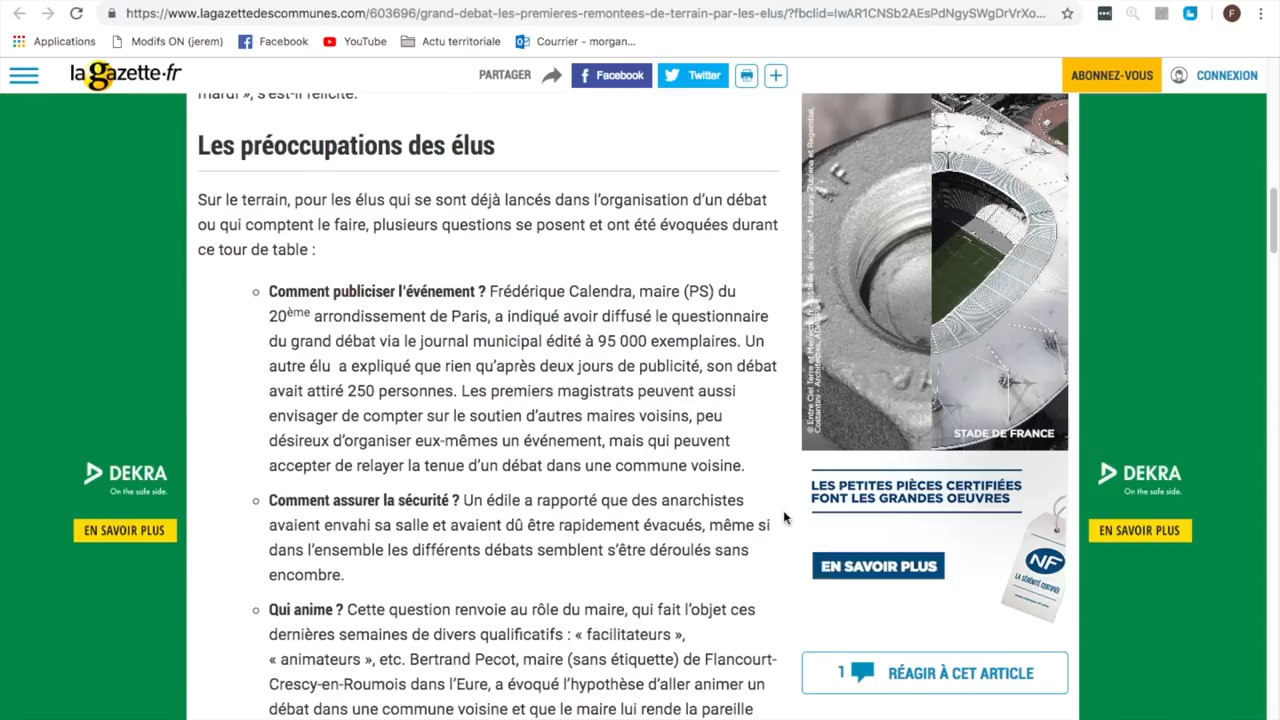 https://www.lagazettedescommunes.com/603696/grand-debat-les-premieres-remontees-de-terrain-par-les-elus/?fbclid=IwAR1CNSb2AEsPdNgySWgDrVrXo...
F
Applications
Modifs ON (jerem)
Facebook
YouTube
Actu territoriale
Courrier - morgan...
la gazette.fr
PARTAGER
Facebook
Twitter
ABONNEZ-VOUS
CONNEXION
mardi », s'est-il félicité.
Les préoccupations des élus
Sur le terrain, pour les élus qui se sont déjà lancés dans l'organisation d'un débat
ou qui comptent le faire, plusieurs questions se posent et ont été évoquées durant
ce tour de table :
Comment publiciser l'événement ? Frédérique Calendra, maire (PS) du
20ème arrondissement de Paris, a indiqué avoir diffusé le questionnaire
du grand débat via le journal municipal édité à 95 000 exemplaires. Un
autre élu a expliqué que rien qu'après deux jours de publicité, son débat
avait attiré 250 personnes. Les premiers magistrats peuvent aussi
envisager de compter sur le soutien d'autres maires voisins, peu
désireux d'organiser eux-mêmes un événement, mais qui peuvent
accepter de relayer la tenue d'un débat dans une commune voisine.
Comment assurer la sécurité ? Un édile a rapporté que des anarchistes
avaient envahi sa salle et avaient dû être rapidement évacués, même si
dans l'ensemble les différents débats semblent s'être déroulés sans
encombre.
Qui anime ? Cette question renvoie au rôle du maire, qui fait l'objet ces
dernières semaines de divers qualificatifs : « facilitateurs »,
« animateurs », etc. Bertrand Pecot, maire (sans étiquette) de Flancourt-
Crescy-en-Roumois dans l'Eure, a évoqué l'hypothèse d'aller animer un
débat dans une commune voisine et que le maire lui rende la pareille
STADE DE FRANCE
LES PETITES PIÈCES CERTIFIÉES
FONT LES GRANDES OEUVRES
EN SAVOIR PLUS
NF
LA SÉRÉNITÉ CERTIFIÉE
1 RÉAGIR À CET ARTICLE
DEKRA
On the safe side.
EN SAVOIR PLUS
DEKRA
On the safe side.
EN SAVOIR PLUS